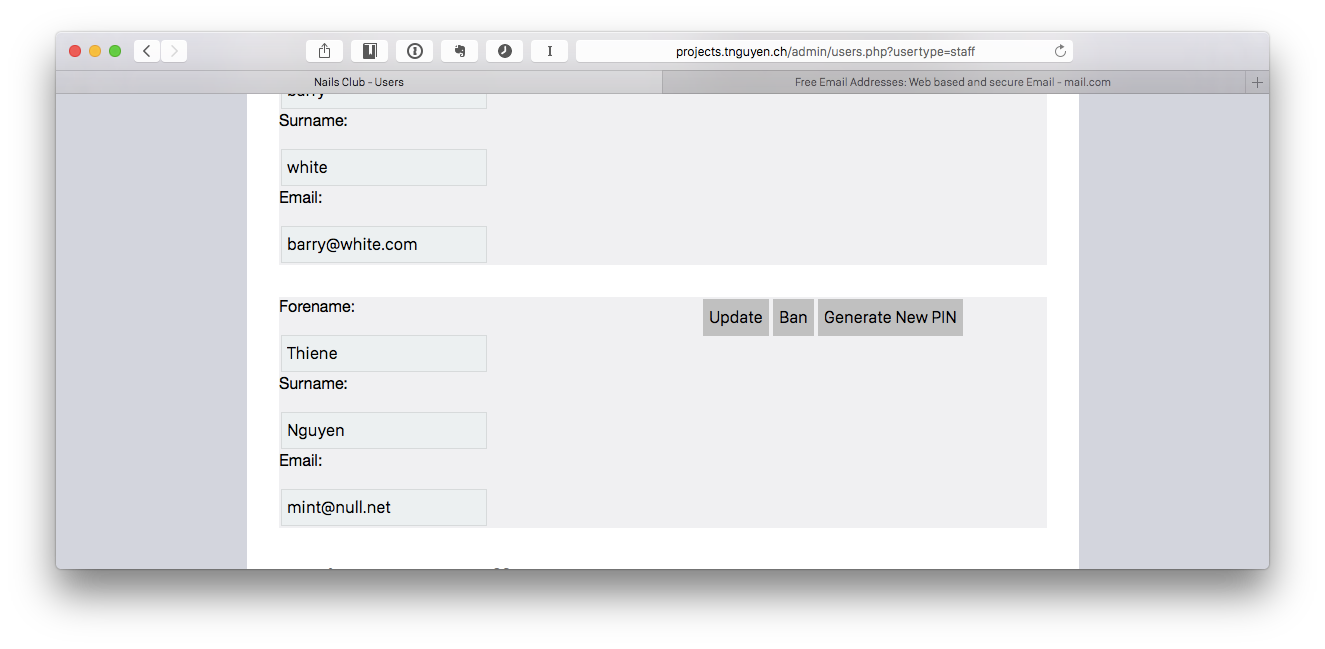 projects.tnguyen.ch/admin/users.php?usertype=staff
Nails Club - Users
Free Email Addresses: Web based and secure Email - mail.com
Surname:
white
Email:
barry@white.com
Forename:
Update
Ban
Generate New PIN
Thiene
Surname:
Nguyen
Email:
mint@null.net